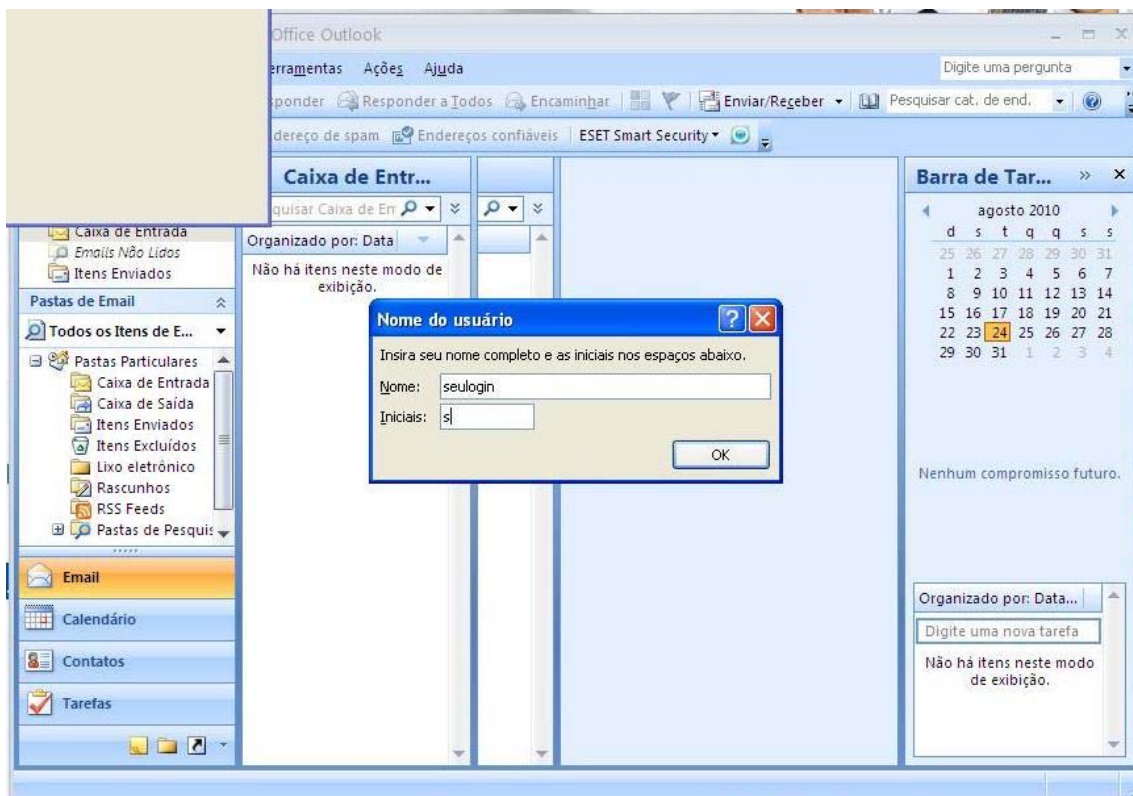 Office Outlook
erramentas Ações Ajuda
Digite uma pergunta
sponder Responder a Todos Encaminhar Enviar/Receber Pesquisar cat. de end.
dereço de spam Endereços confiáveis ESET Smart Security
Caixa de Entrada
Emails Não Lidos
Itens Enviados
Pastas de Email
Todos os Itens de E...
Pastas Particulares
Caixa de Entrada
Caixa de Saída
Itens Enviados
Itens Excluídos
Lixo eletrônico
Rascunhos
RSS Feeds
Pastas de Pesquis
Email
Calendário
Contatos
Tarefas
Caixa de Entr...
quisar Caixa de En
Organizado por: Data
Não há itens neste modo de
exibição.
Nome do usuário
Insira seu nome completo e as iniciais nos espaços abaixo.
Nome: seulogin
Iniciais: s
OK
Barra de Tar...
agosto 2010
d s t q q s s
25 26 27 28 29 30 31
1 2 3 4 5 6 7
8 9 10 11 12 13 14
15 16 17 18 19 20 21
22 23 24 25 26 27 28
29 30 31 1 2 3 4
Nenhum compromisso futuro.
Organizado por: Data...
Digite uma nova tarefa
Não há itens neste modo
de exibição.